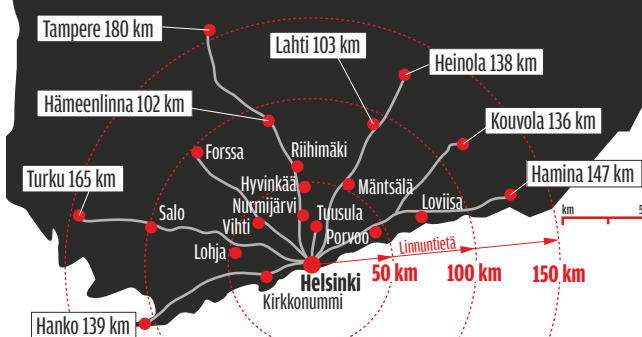 Tampere 180 km
Lahti 103 km
Heinola 138 km
Hämeenlinna 102 km
Kouvola 136 km
Forssa
Riihimäki
Turku 165 km
Hyvinkää
Mäntsälä
Hamina 147 km
Salo
Nurmijärvi
Vihti
Tuusula
Loviisa
km
5
Porvoo
Lohja
Linnuntietä
Helsinki
50 km
100 km
150 km
Kirkkonummi
Hanko 139 km